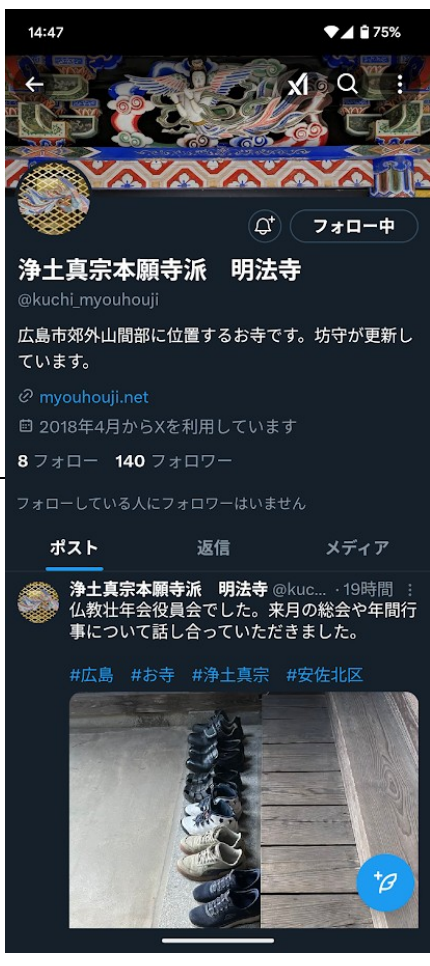 14:47
75%
フォロー中
浄土真宗本願寺派 明法寺
@kuchi_myouhouji
広島市郊外山間部に位置するお寺です。坊守が更新し
ています。
myouhouji.net
2018年4月からXを利用しています
8 フォロー 140 フォロワー
フォローしている人にフォロワーはいません
ポスト 返信 メディア
浄土真宗本願寺派 明法寺 @kuc... ·19時間
仏教壮年会役員会でした。来月の総会や年間行
事について話し合っていただきました。
#広島 #お寺 #浄土真宗 #安佐北区